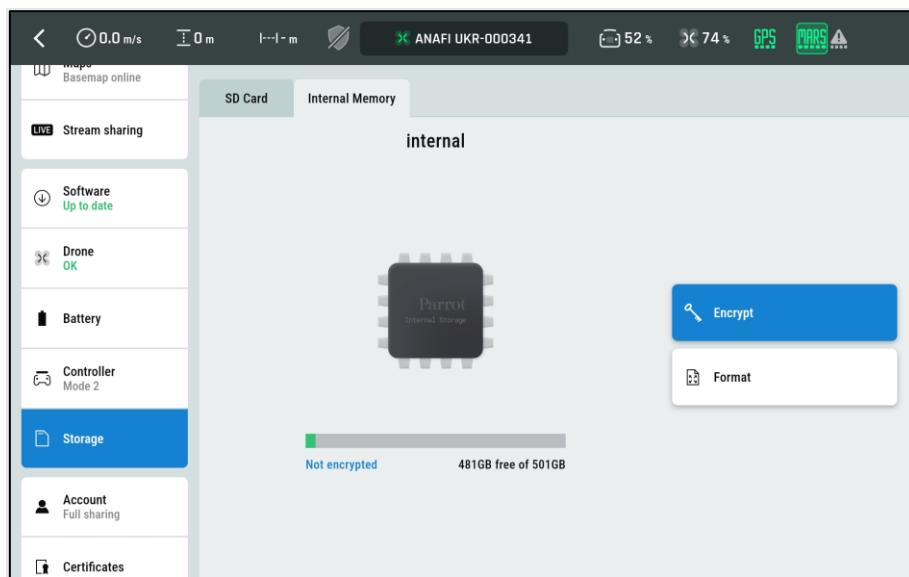 0.0 m/s 0 m - m ANAFI UKR-000341 52 % 74 % GPS MARS
Maps
Basemap online
LIVE Stream sharing
Software
Up to date
Drone
OK
Battery
Controller
Mode 2
Storage
Account
Full sharing
Certificates
SD Card Internal Memory
internal
Parrot
Internal Storage
Not encrypted 481GB free of 501GB
Encrypt
Format